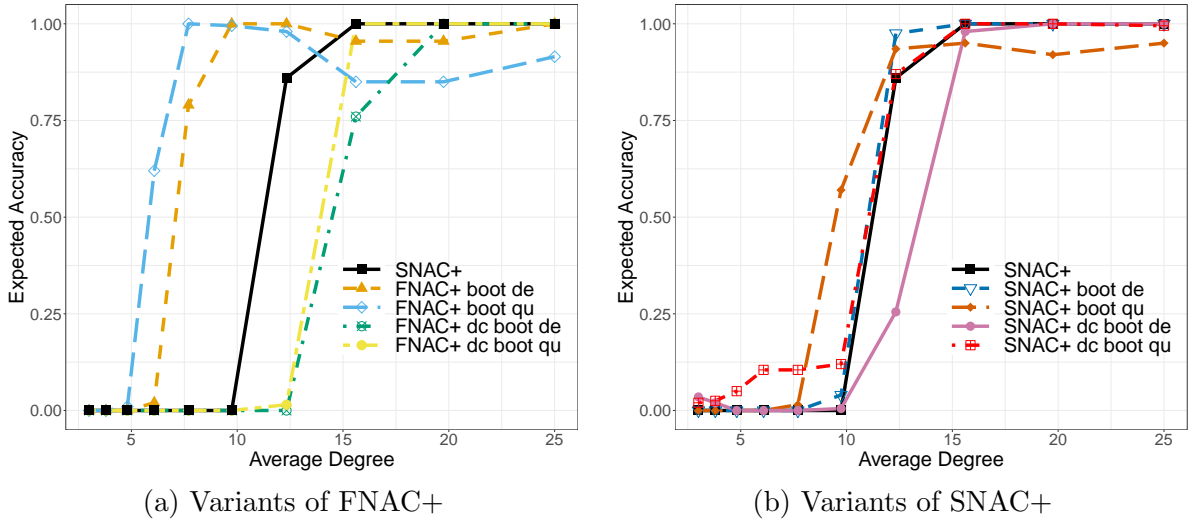 Expected Accuracy
1.00
0.75
0.50
0.25
0.00
SNAC+
FNAC+ boot de
FNAC+ boot qu
FNAC+ dc boot de
FNAC+ dc boot qu
5
10
15
20
25
Average Degree
(a) Variants of FNAC+
Expected Accuracy
1.00
0.75
0.50
0.25
0.00
SNAC+
SNAC+ boot de
SNAC+ boot qu
SNAC+ dc boot de
SNAC+ dc boot qu
5
10
15
20
25
Average Degree
(b) Variants of SNAC+